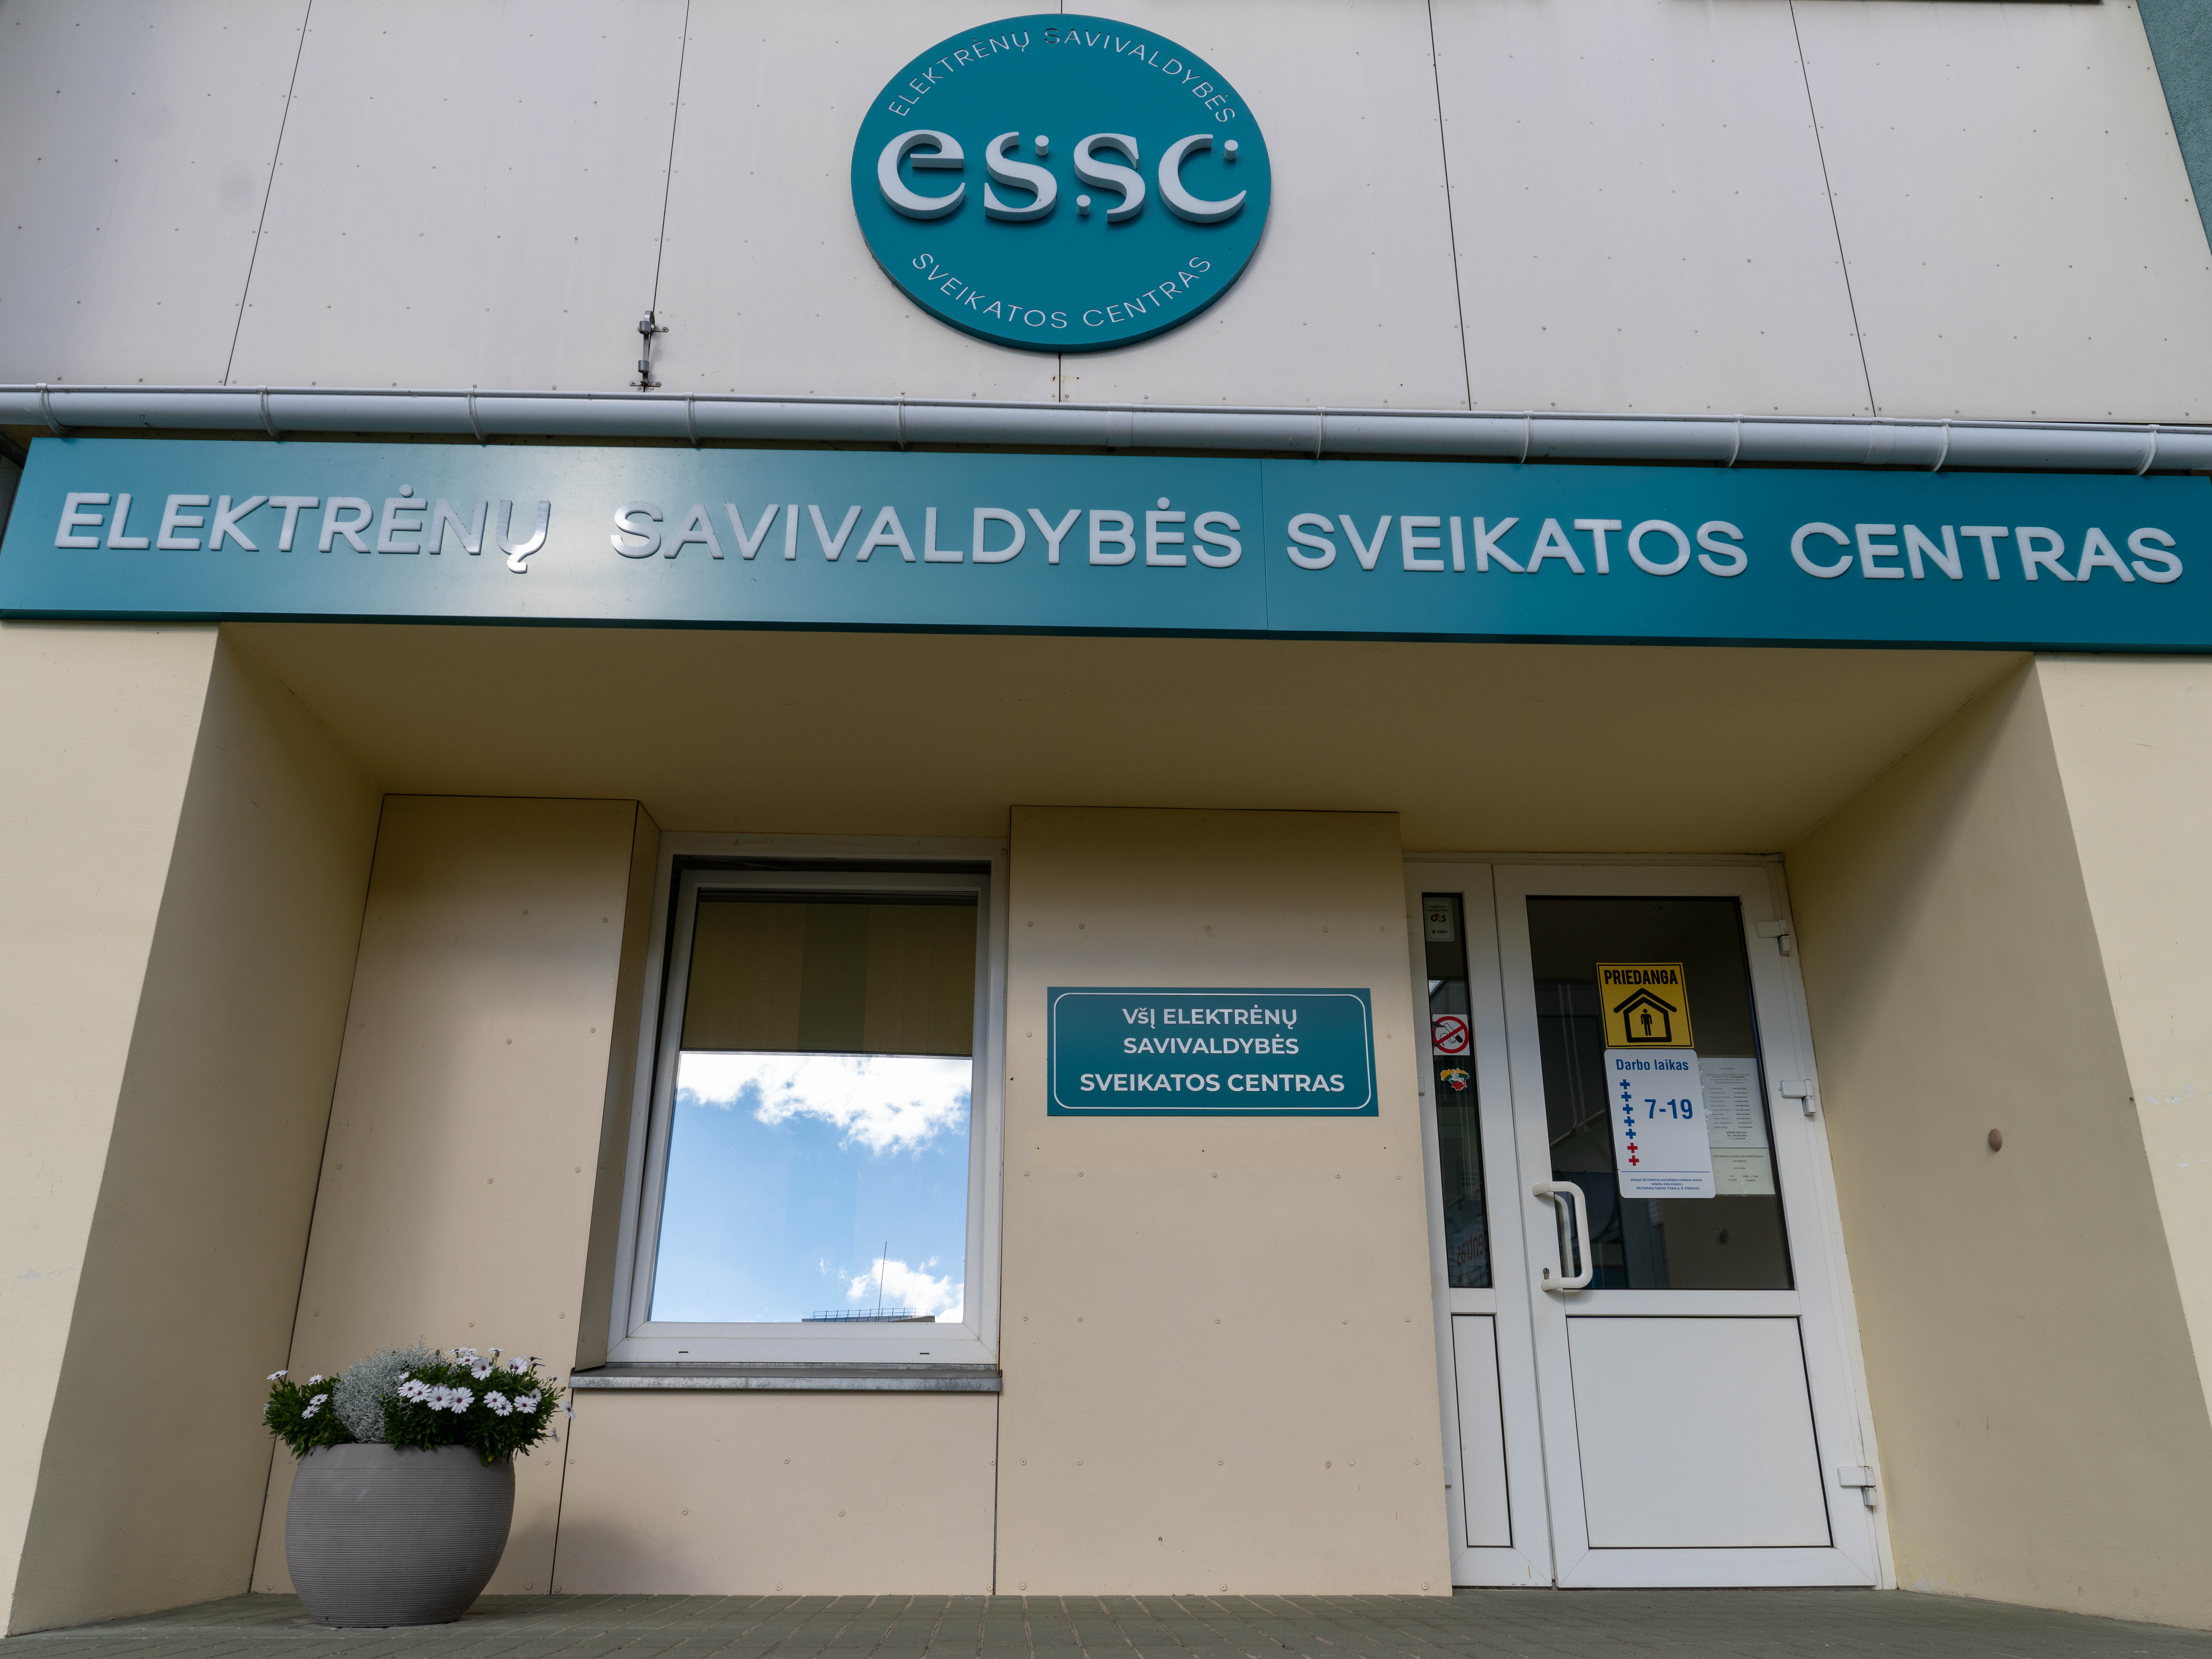 ELEKTRĖNŲ SAVIVALDYBĖS
essc
SVEIKATOS CENTRAS
ELEKTRĖNŲ SAVIVALDYBĖS SVEIKATOS CENTRAS
VšĮ ELEKTRĖNŲ
SAVIVALDYBĖS
SVEIKATOS CENTRAS
PRIEDANGA
Darbo laikas
7-19